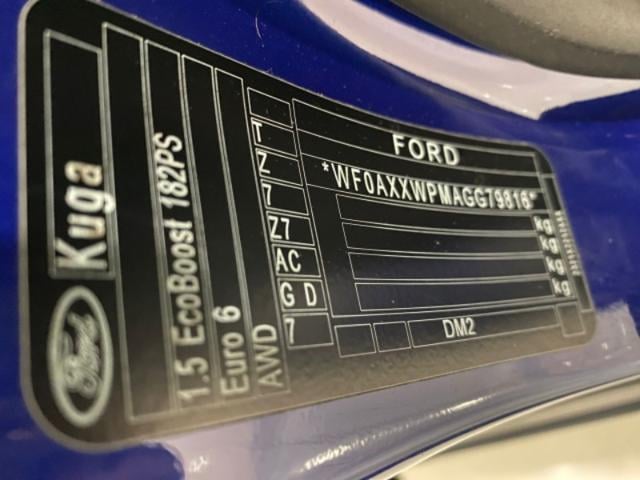 Kuga
Ford
1.5 EcoBoost 182PS
Euro 6
AWD
T
Z
7
Z7
AC
G D
7
FORD
*WF0AXXWPMAGG79816*
kg
kg
kg
kg
DM2